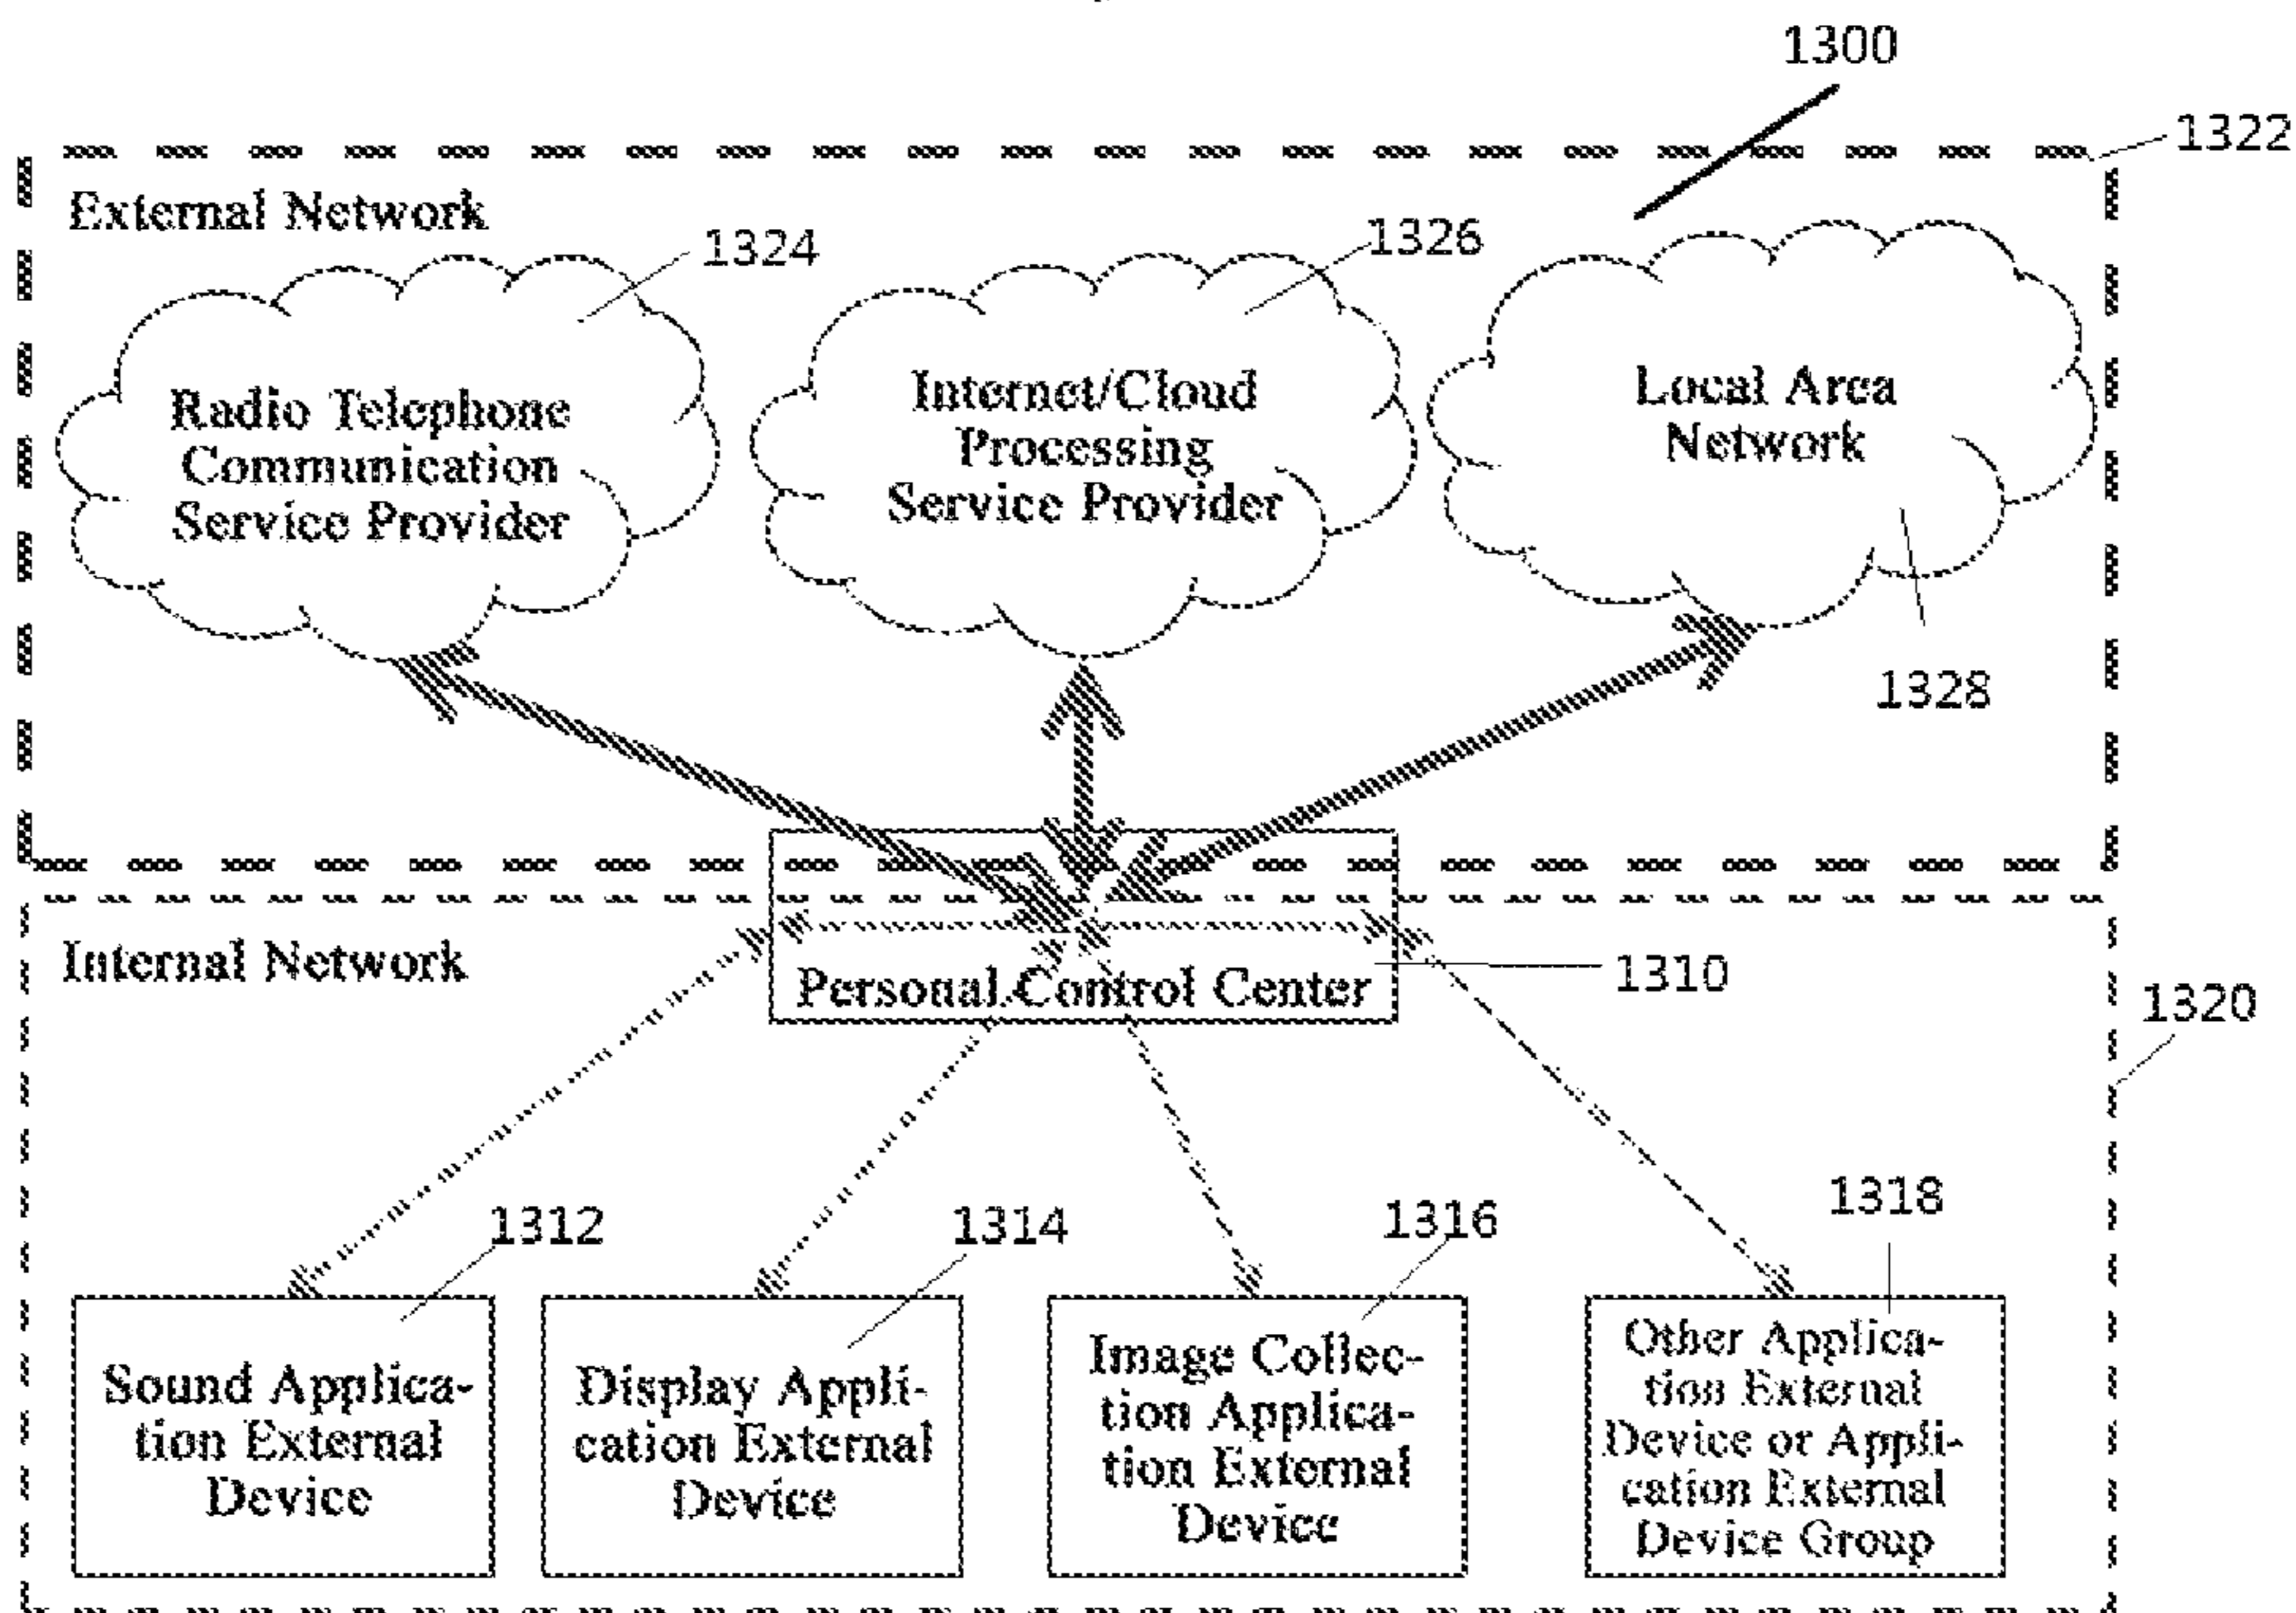 1300
1322
External Network
1324
1326
Radio Telephone
Communication
Service Provider
Internet/Cloud
Processing
Service Provider
Local Area
Network
1328
Internal Network
Personal Control Center
1310
1320
1312
1314
1316
1318
Sound Applica-
tion External
Device
Display Appli-
cation External
Device
Image Collec-
tion Applica-
tion External
Device
Other Applica-
tion External
Device or Appli-
cation External
Device Group